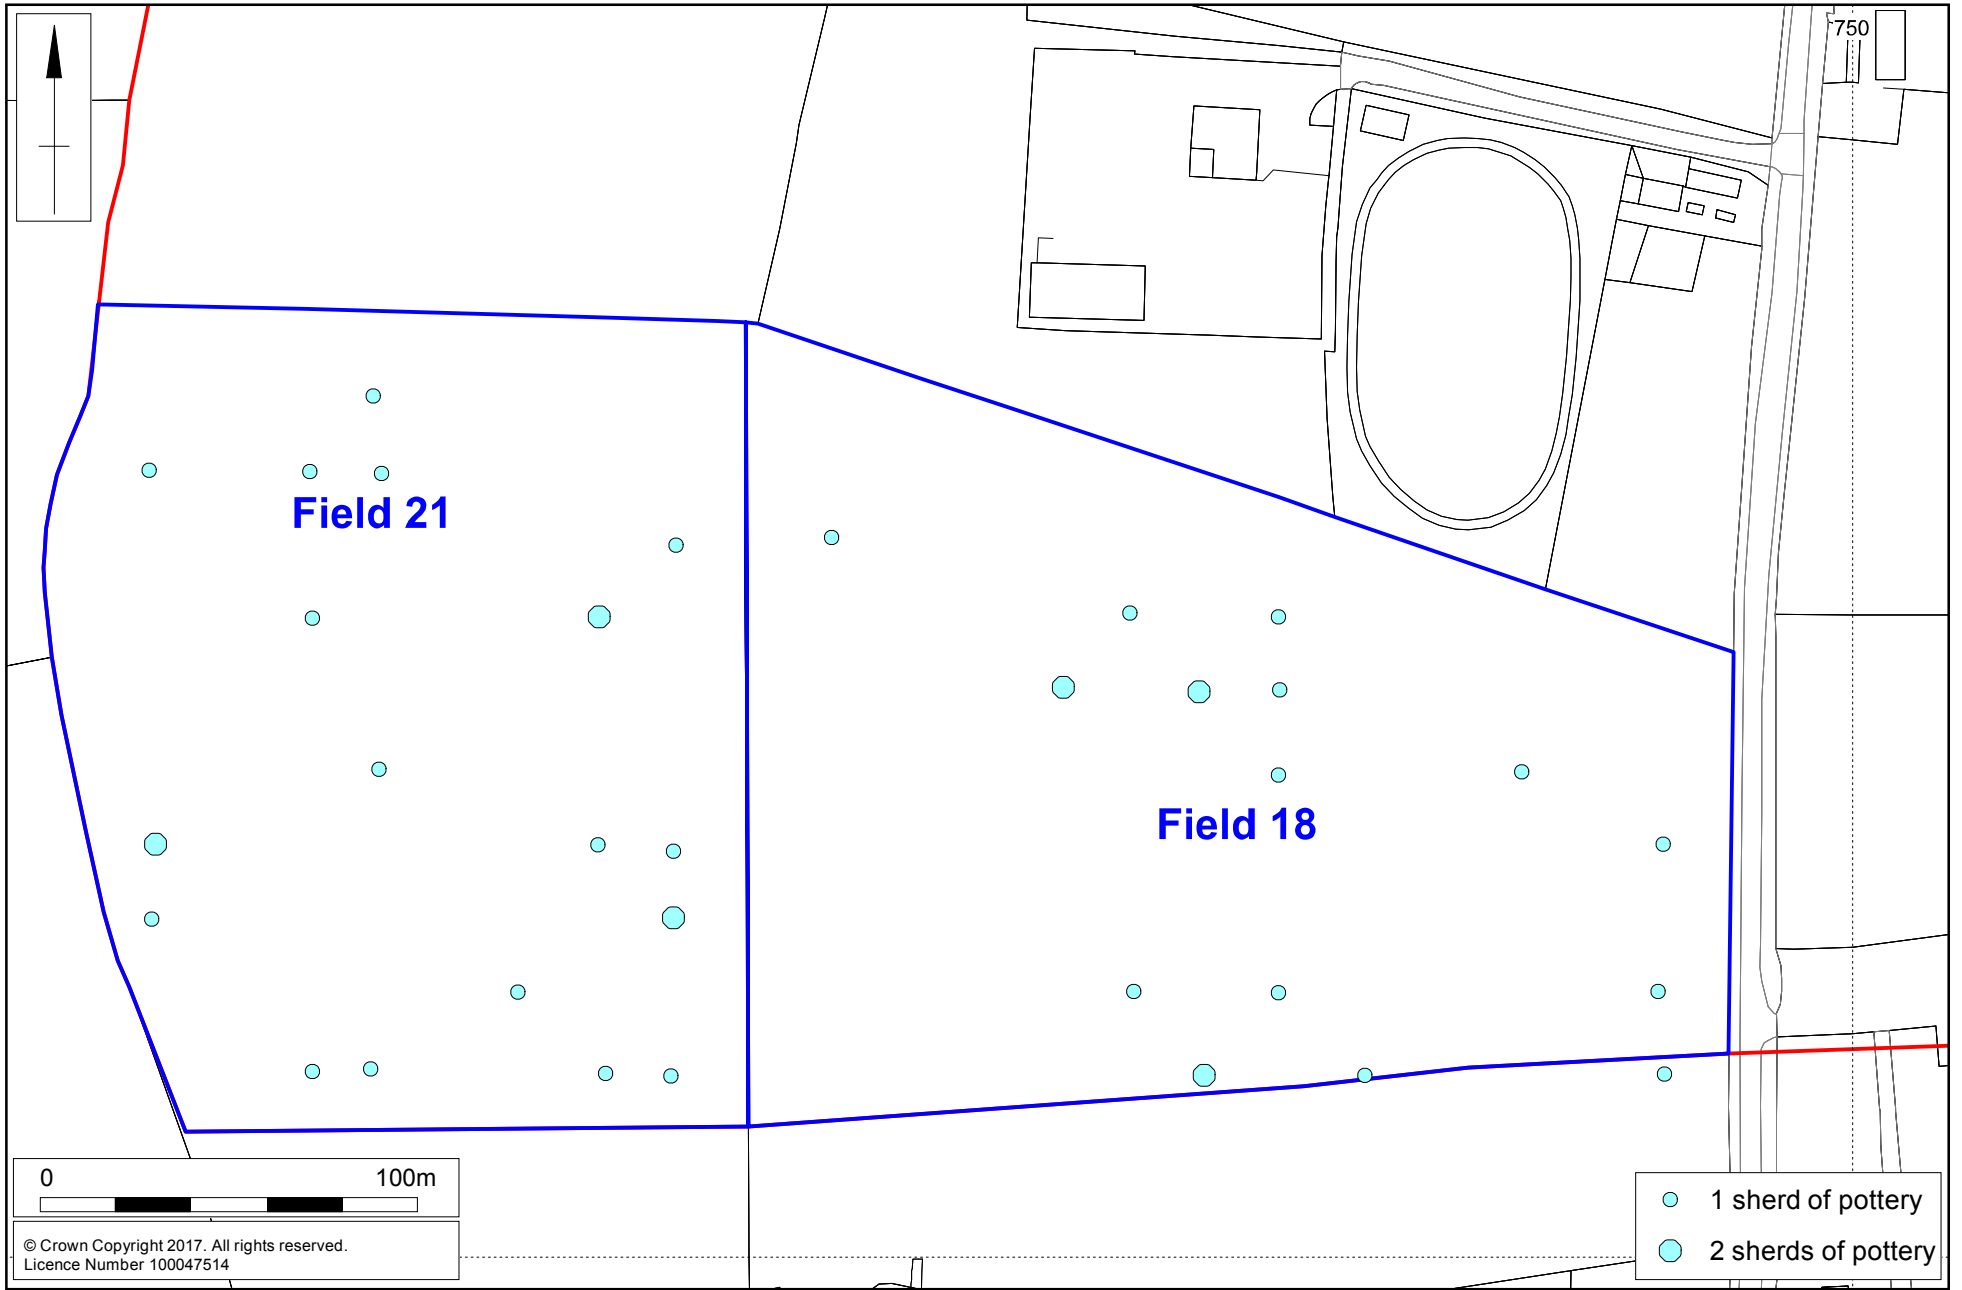 750
Field 21
Field 18
0 100m
© Crown Copyright 2017. All rights reserved.
Licence Number 100047514
1 sherd of pottery
2 sherds of pottery